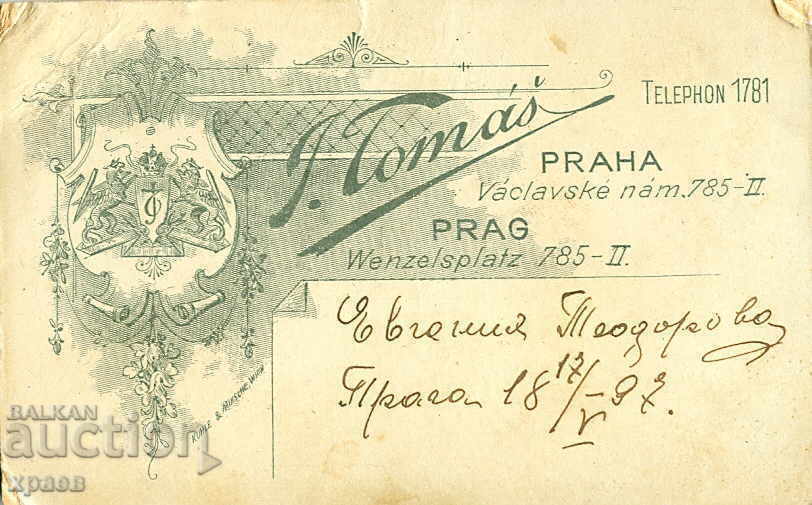 J. Tomáš
TELEPHON 1781
PRAHA
Václavské nám. 785-II.
PRAG
Wenzelsplatz 785-II.
Евгения Теодорова
Прага 18 17/V 97.
BALKAN
auction
храов